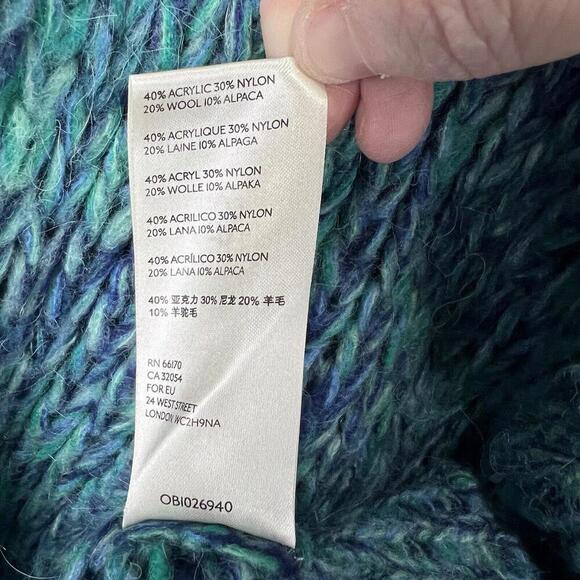 40% ACRYLIC 30% NYLON
20% WOOL 10% ALPACA
40% ACRYLIQUE 30% NYLON
20% LAINE 10% ALPAGA
40% ACRYL 30% NYLON
20% WOLLE 10% ALPAKA
40% ACRILICO 30% NYLON
20% LANA 10% ALPACA
40% ACRÍLICO 30% NYLON
20% LANA 10% ALPACA
40% 亚克力 30% 尼龙 20% 羊毛
10% 羊驼毛
RN 66170
CA 32054
FOR EU
24 WEST STREET
LONDON WC2H9NA
OB1026940